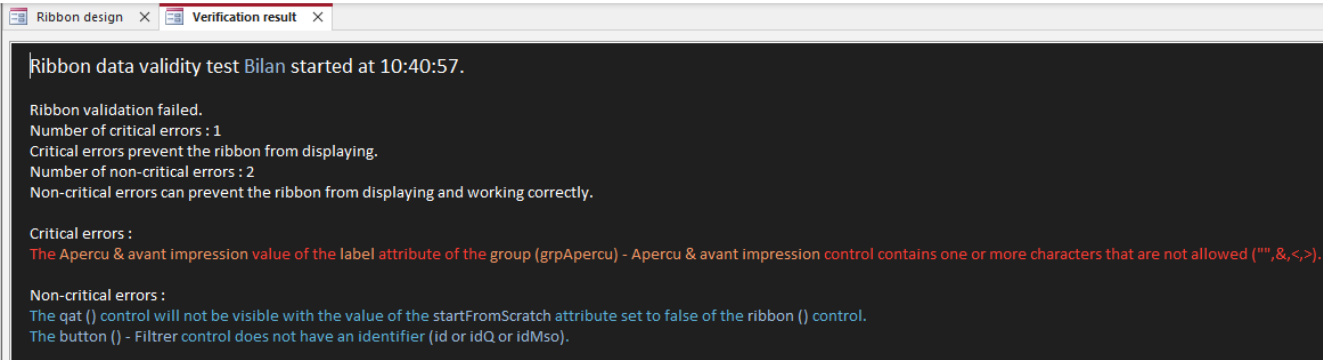 Ribbon design
Verification result
Ribbon data validity test Bilan started at 10:40:57.
Ribbon validation failed.
Number of critical errors : 1
Critical errors prevent the ribbon from displaying.
Number of non-critical errors : 2
Non-critical errors can prevent the ribbon from displaying and working correctly.
Critical errors :
The Apercu & avant impression value of the label attribute of the group (grpApercu) - Apercu & avant impression control contains one or more characters that are not allowed ("",&,<,>).
Non-critical errors :
The qat () control will not be visible with the value of the startFromScratch attribute set to false of the ribbon () control.
The button () - Filtrer control does not have an identifier (id or idQ or idMso).